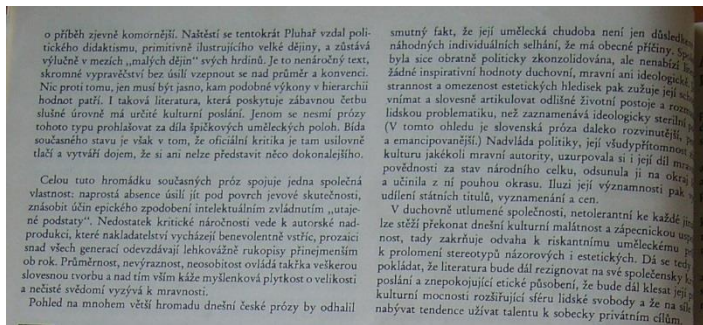 o příběh zjevně komornější. Naštěstí se tentokrát Pluhař vzdal poli-
tického didaktismu, primitivně ilustrujícího velké dějiny, a zůstává
výlučně v mezích „malých dějin“ svých hrdinů. Je to nenáročný text,
skromné vypravěčství bez úsilí vzepnout se nad průměr a konvenci.
Nic proti tomu, jen musí být jasno, kam podobné výkony v hierarchii
hodnot patří. I taková literatura, která poskytuje zábavnou četbu
slušné úrovně má určité kulturní poslání. Jenom se nesmí prózy
tohoto typu prohlašovat za díla špičkových uměleckých poloh. Bída
současného stavu je však v tom, že oficiální kritika je tam usilovně
tlačí a vytváří dojem, že si ani nelze představit něco dokonalejšího.
Celou tuto hromádku současných próz spojuje jedna společná
vlastnost: naprostá absence úsilí jít pod povrch jevové skutečnosti,
znásobit účin epického zpodobení intelektuálním zvládnutím „utaje-
né podstaty“. Nedostatek kritické náročnosti vede k autorské nad-
produkci, které nakladatelství vycházejí benevolentně vstříc, prozaici
snad všech generací odevzdávají lehkovážně rukopisy přinejmenším
ob rok. Průměrnost, nevýraznost, neosobitost ovládá takřka veškerou
slovesnou tvorbu a nad tím vším káže myšlenková plytkost o velikosti
a nečisté svědomí vyzývá k mravnosti.
Pohled na mnohem větší hromadu dnešní české prózy by odhalil
smutný fakt, že její umělecká chudoba není jen důsledkem
náhodných individuálních selhání, že má obecné příčiny.
byla sice obratně politicky zkonzolidována, ale nenabízí
žádné inspirativní hodnoty duchovní, mravní ani ideologické,
strannost a omezenost estetických hledisek pak zužuje její
vnímat a slovesně artikulovat odlišné životní postoje a
lidskou problematiku, než zaznamenává ideologicky sterilní
(V tomto ohledu je slovenská próza daleko rozvinutější,
a emancipovanější.) Nadvláda politiky, její všudypřítomnost
kulturu jakékoli mravní autority, uzurpovala si i její díl
povědnosti za stav národního celku, odsunula ji na okraj
a učinila z ní pouhou okrasu. Iluzi její významnosti pak
udílení státních titulů, vyznamenání a cen.
V duchovně utlumené společnosti, netolerantní ke každé
lze stěží překonat dnešní kulturní malátnost a zápecnickou
nost, tady zakrňuje odvaha k riskantnímu uměleckému
k prolomení stereotypů názorových i estetických. Dá se tedy
pokládat, že literatura bude dál rezignovat na své společenské
poslání a znepokojující etické působení, že bude dál klesat její
kulturní mocnosti rozšiřující sféru lidské svobody a že na
nabývat tendence užívat talentu k sobecky privátním cílům.